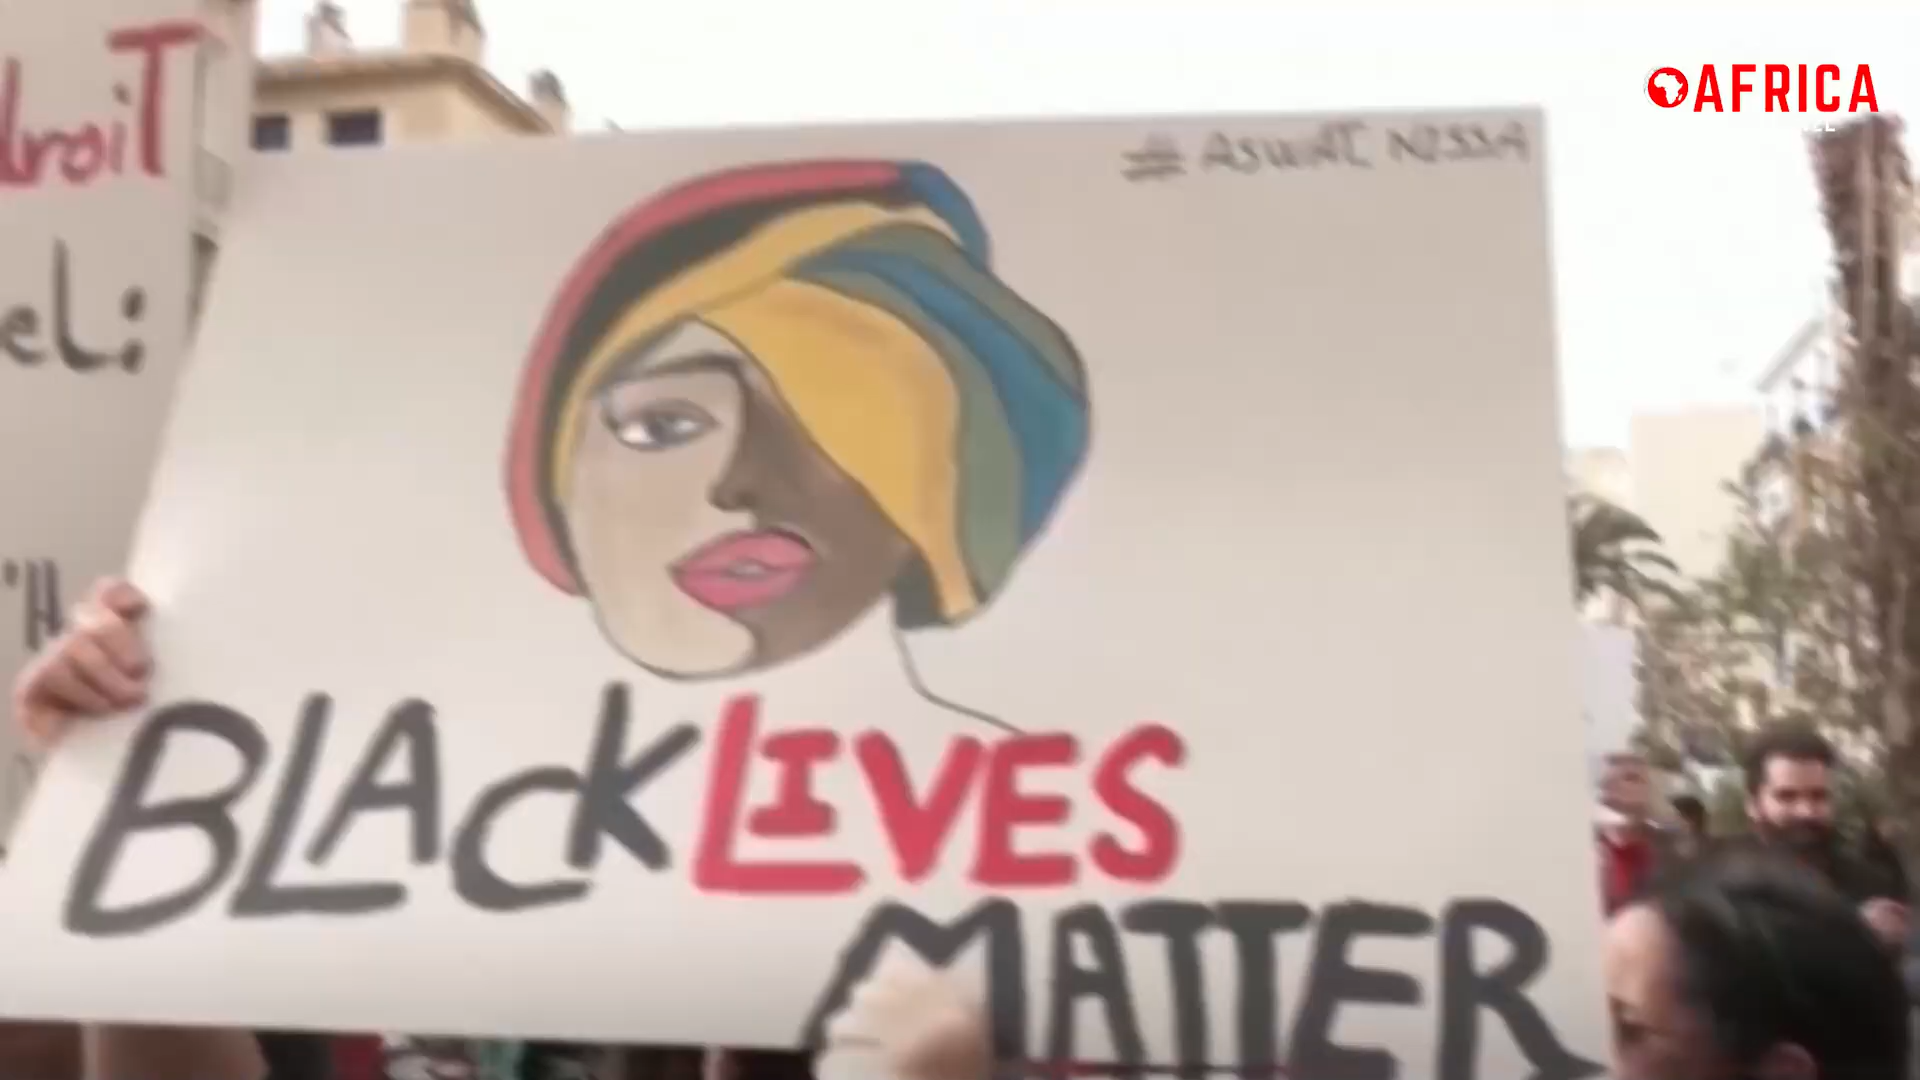 AFRICA
droiT
# ASWAT NISSA
eL:
'H
BLACK LIVES
MATTER